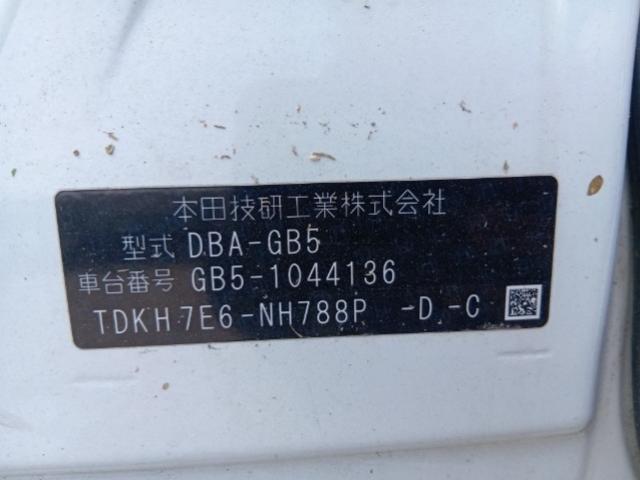 本田技研工業株式会社
型式 DBA-GB5
車台番号 GB5-1044136
TDKH7E6-NH788P -D-C